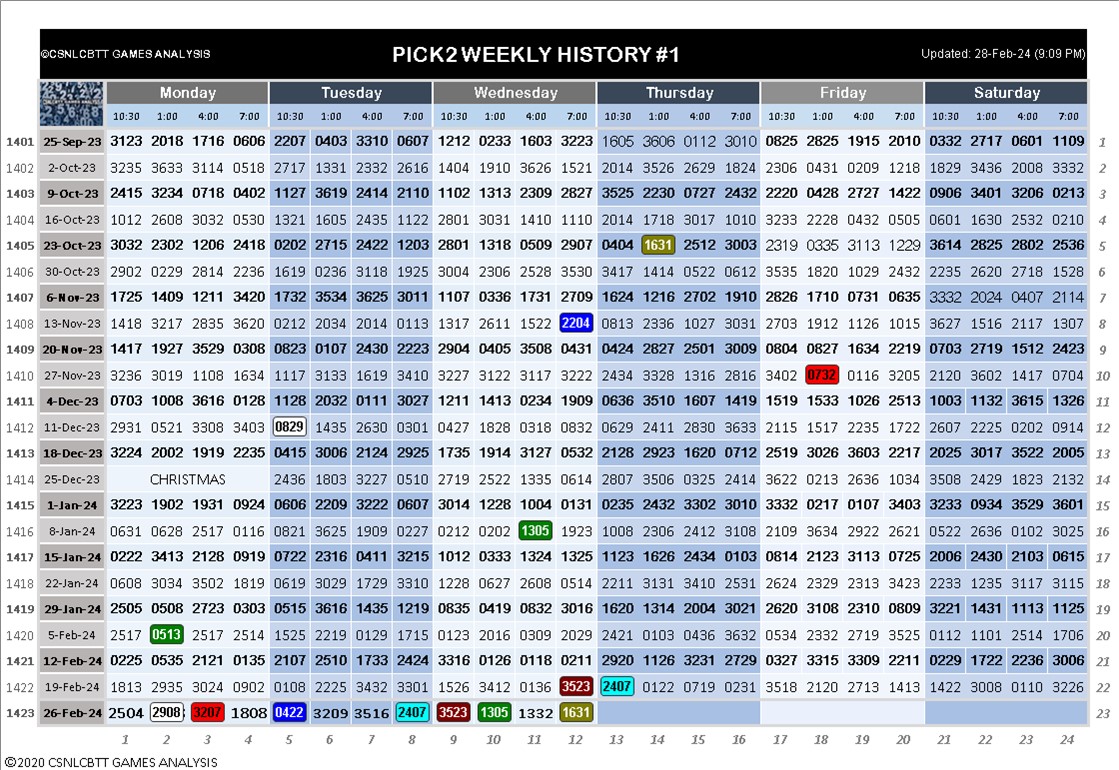 ©CSNLCBTT GAMES ANALYSIS PICK2 WEEKLY HISTORY #1 Updated: 28-Feb-24 (9:09 PM)
Monday Tuesday Wednesday Thursday Friday Saturday
10:30 1:00 4:00 7:00 10:30 1:00 4:00 7:00 10:30 1:00 4:00 7:00 10:30 1:00 4:00 7:00 10:30 1:00 4:00 7:00 10:30 1:00 4:00 7:00
1401 25-Sep-23 3123 2018 1716 0606 2207 0403 3310 0607 1212 0233 1603 3223 1605 3606 0112 3010 0825 2825 1915 2010 0332 2717 0601 1109 1
1402 2-Oct-23 3235 3633 3114 0518 2717 1331 2332 2616 1404 1910 3626 1521 2014 3526 2629 1824 2306 0431 0209 1218 1829 3436 2008 3332 2
1403 9-Oct-23 2415 3234 0718 0402 1127 3619 2414 2110 1102 1313 2309 2827 3525 2230 0727 2432 2220 0428 2727 1422 0906 3401 3206 0213 3
1404 16-Oct-23 1012 2608 3032 0530 1321 1605 2435 1122 2801 3031 1410 1110 2014 1718 3017 1010 3233 2228 0432 0505 0601 1630 2532 0210 4
1405 23-Oct-23 3032 2302 1206 2418 0202 2715 2422 1203 2801 1318 0509 2907 0404 1631 2512 3003 2319 0335 3113 1229 3614 2825 2802 2536 5
1406 30-Oct-23 2902 0229 2814 2236 1619 0236 3118 1925 3004 2306 2528 3530 3417 1414 0522 0612 3535 1820 1029 2432 2235 2620 2718 1528 6
1407 6-Nov-23 1725 1409 1211 3420 1732 3534 3625 3011 1107 0336 1731 2709 1624 1216 2702 1910 2826 1710 0731 0635 3332 2024 0407 2114 7
1408 13-Nov-23 1418 3217 2835 3620 0212 2034 2014 0113 1317 2611 1522 2204 0813 2336 1027 3031 2703 1912 1126 1015 3627 1516 2117 1307 8
1409 20-Nov-23 1417 1927 3529 0308 0823 0107 2430 2223 2904 0405 3508 0431 0424 2827 2501 3009 0804 0827 1634 2219 0703 2719 1512 2423 9
1410 27-Nov-23 3236 3019 1108 1634 1117 3133 1619 3410 3227 3122 3117 3222 2434 3328 1316 2816 3402 0732 0116 3205 2120 3602 1417 0704 10
1411 4-Dec-23 0703 1008 3616 0128 1128 2032 0111 3027 1211 1413 0234 1909 0636 3510 1607 1419 1519 1533 1026 2513 1003 1132 3615 1326 11
1412 11-Dec-23 2931 0521 3308 3403 0829 1435 2630 0301 0427 1828 0318 0832 0629 2411 2830 3633 2115 1517 2235 1722 2607 2225 0202 0914 12
1413 18-Dec-23 3224 2002 1919 2235 0415 3006 2124 2925 1735 1914 3127 0532 2128 2923 1620 0712 2519 3026 3603 2217 2025 3017 3522 2005 13
1414 25-Dec-23 CHRISTMAS 2436 1803 3227 0510 2719 2522 1335 0614 2807 3506 0325 2414 3622 0213 2636 1034 3508 2429 1823 2132 14
1415 1-Jan-24 3223 1902 1931 0924 0606 2209 3222 0607 3014 1228 1004 0131 0235 2432 3302 3010 3332 0217 0107 3403 3233 0934 3529 3601 15
1416 8-Jan-24 0631 0628 2517 0116 0821 3625 1909 0227 0212 0202 1305 1923 1008 2306 2412 3108 2109 3634 2922 2621 0522 2636 0102 3025 16
1417 15-Jan-24 0222 3413 2128 0919 0722 2316 0411 3215 1012 0333 1324 1325 1123 1626 2434 0103 0814 2123 3113 0725 2006 2430 2103 0615 17
1418 22-Jan-24 0608 3034 3502 1819 0619 3029 1729 3310 1228 0627 2608 0514 2211 3131 3410 2531 2624 2329 2313 3423 2233 1235 3117 3115 18
1419 29-Jan-24 2505 0508 2723 0303 0515 3616 1435 1219 0835 0419 0832 3016 1620 1314 2004 3021 2620 3108 2310 0809 3221 1431 1113 1125 19
1420 5-Feb-24 2517 0513 2517 2514 1525 2219 0129 1715 0123 2016 0309 2029 2421 0103 0436 3632 0534 2332 2719 3525 0112 1101 2514 1706 20
1421 12-Feb-24 0225 0535 2121 0135 2107 2510 1733 2424 3316 0126 0118 0211 2920 1126 3231 2729 0327 3315 3309 2211 0229 1722 2236 3006 21
1422 19-Feb-24 1813 2935 3024 0902 0108 2225 3432 3301 1526 3412 0136 3523 2407 0122 0719 0231 3518 2120 2713 1413 1422 3008 0110 3226 22
1423 26-Feb-24 2504 2908 3207 1808 0422 3209 3516 2407 3523 1305 1332 1631 23
1 2 3 4 5 6 7 8 9 10 11 12 13 14 15 16 17 18 19 20 21 22 23 24
©2020 CSNLCBTT GAMES ANALYSIS